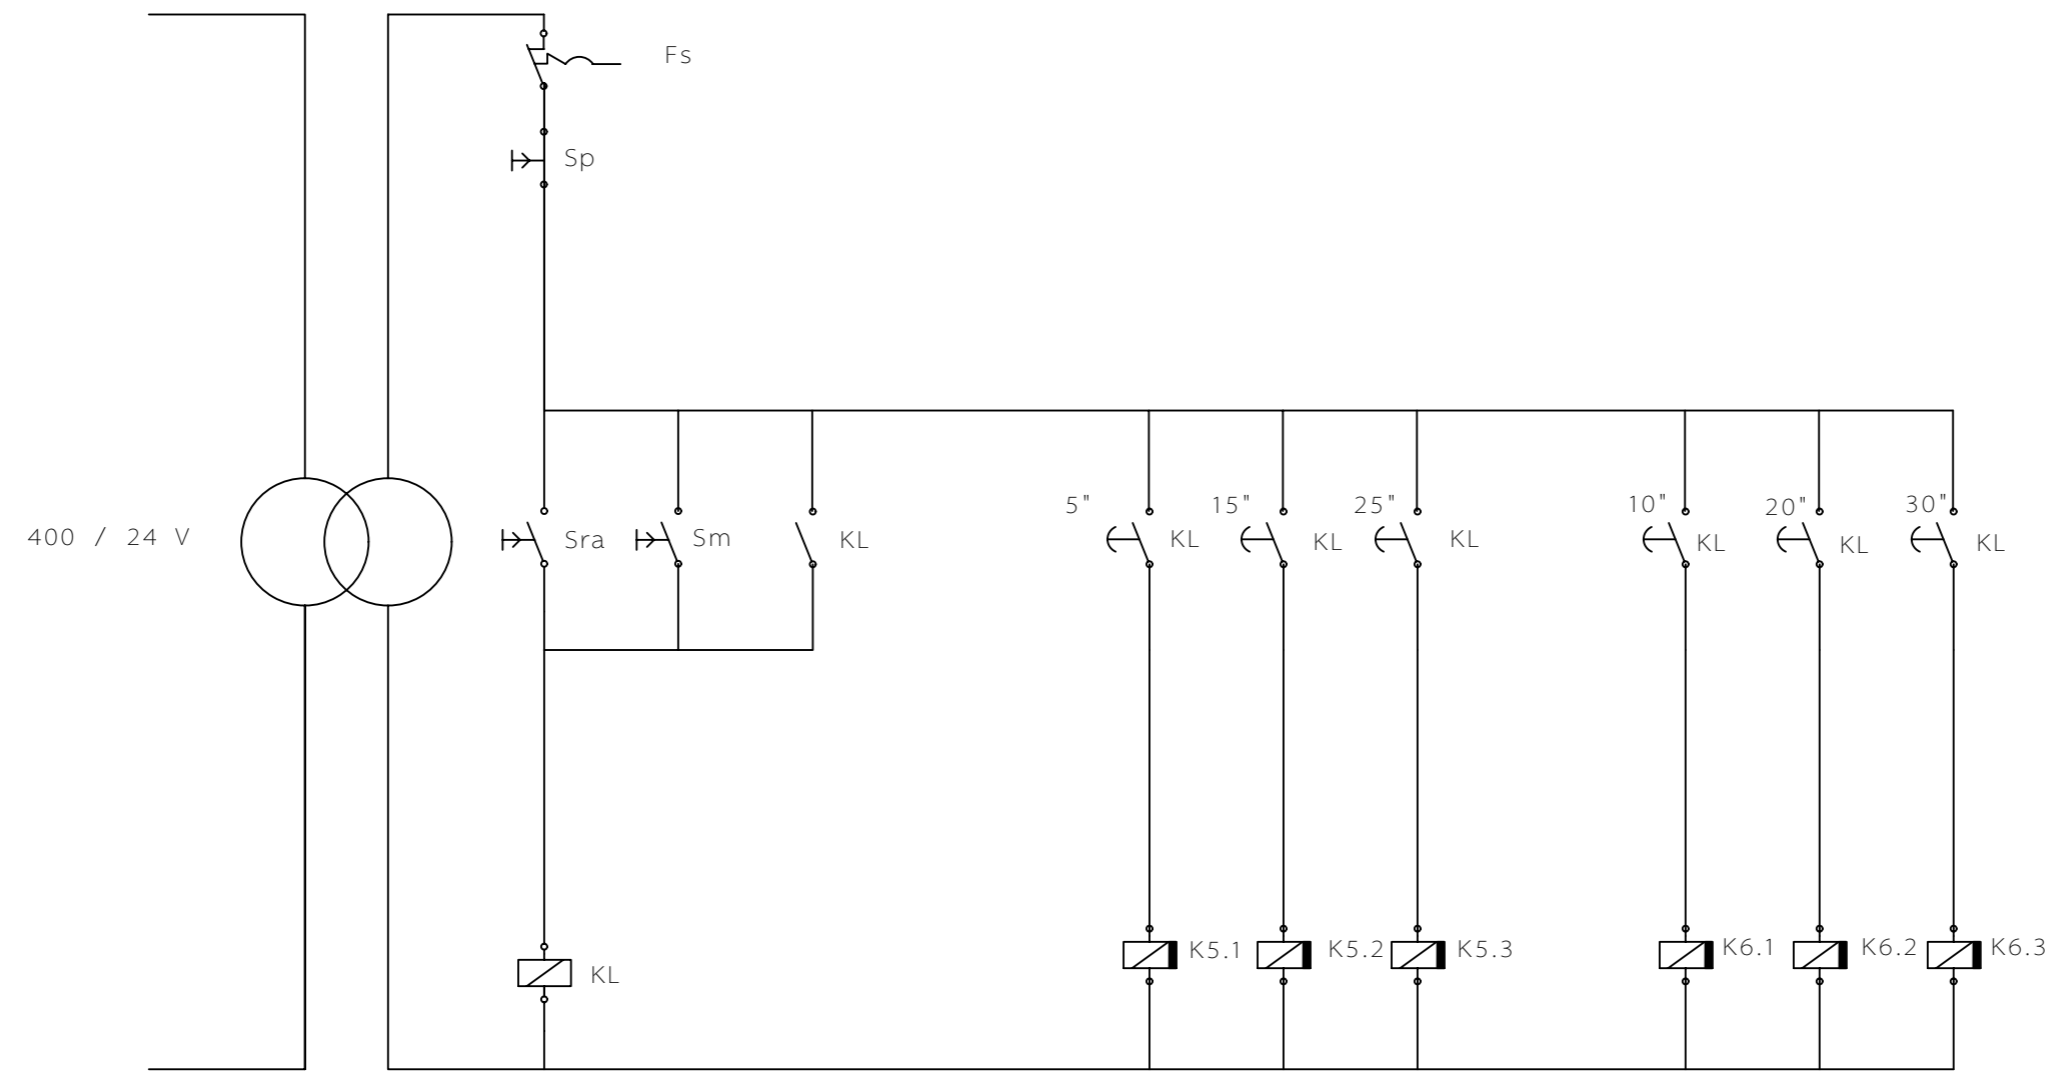 Fs
Sp
400 / 24 V
Sra
Sm
KL
5"
KL
15"
KL
25"
KL
10"
KL
20"
KL
30"
KL
KL
K5.1
K5.2
K5.3
K6.1
K6.2
K6.3